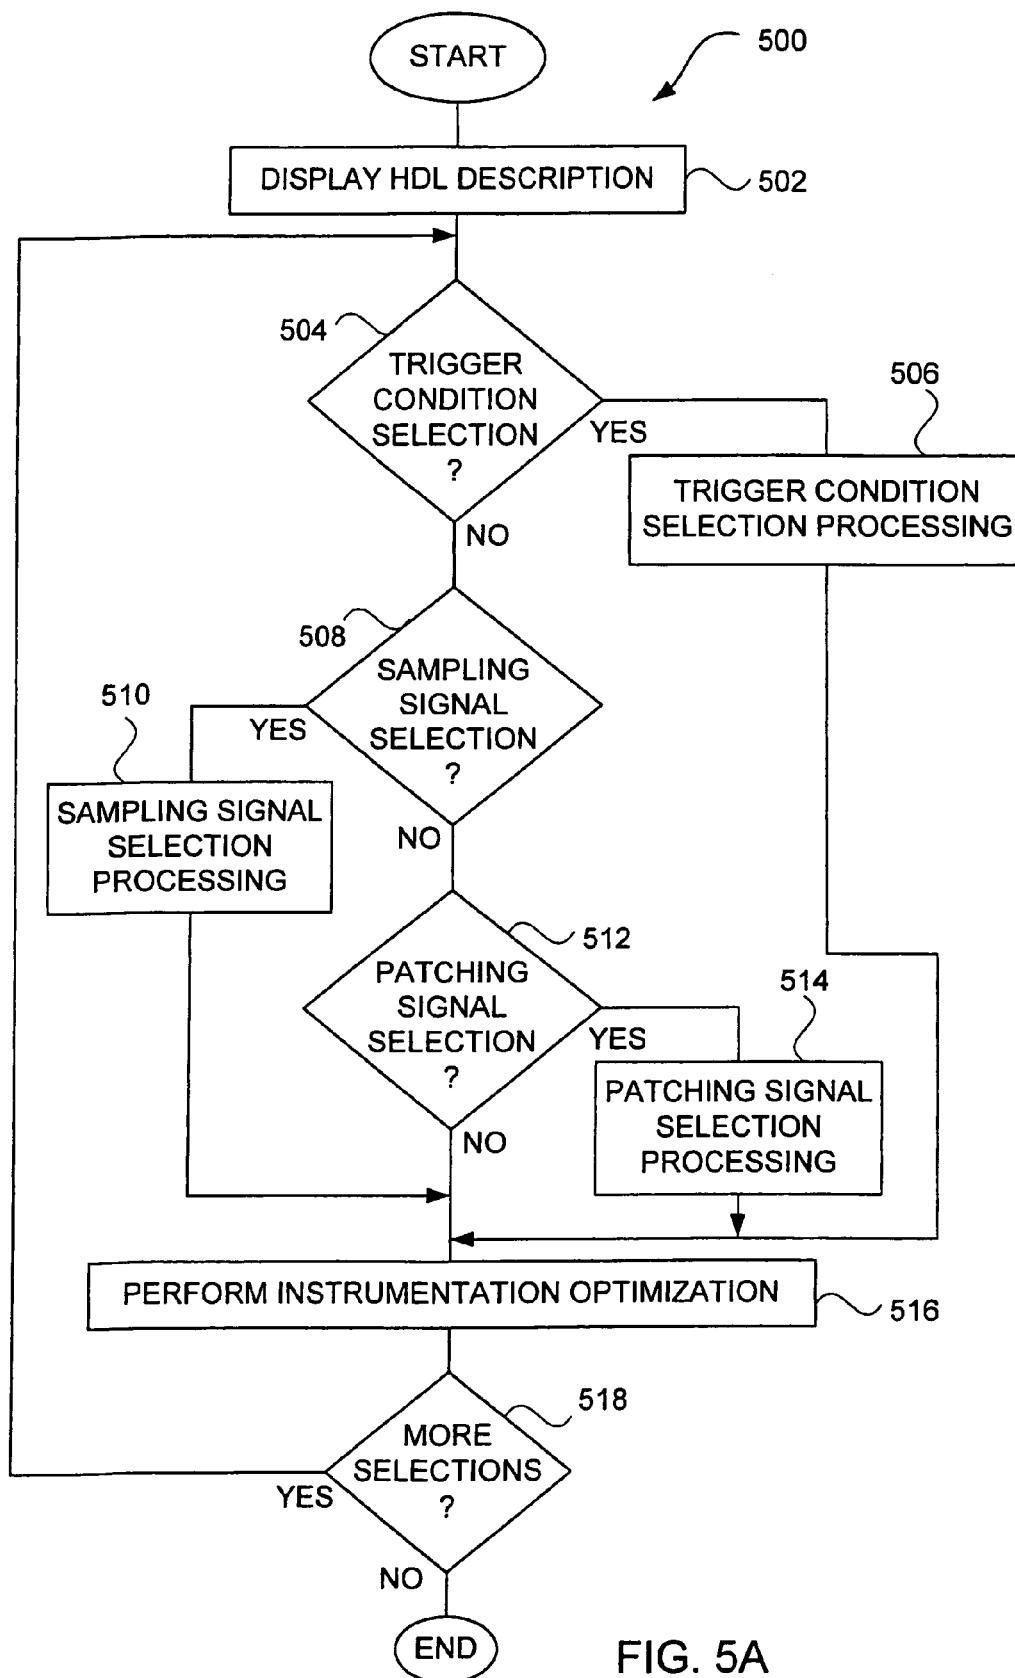 START
500
DISPLAY HDL DESCRIPTION
502
504
TRIGGER
CONDITION
SELECTION
?
YES
506
TRIGGER CONDITION
SELECTION PROCESSING
NO
508
SAMPLING
SIGNAL
SELECTION
?
YES
510
SAMPLING SIGNAL
SELECTION
PROCESSING
NO
512
PATCHING
SIGNAL
SELECTION
?
YES
514
PATCHING SIGNAL
SELECTION
PROCESSING
NO
PERFORM INSTRUMENTATION OPTIMIZATION
516
518
MORE
SELECTIONS
?
YES
NO
END
FIG. 5A